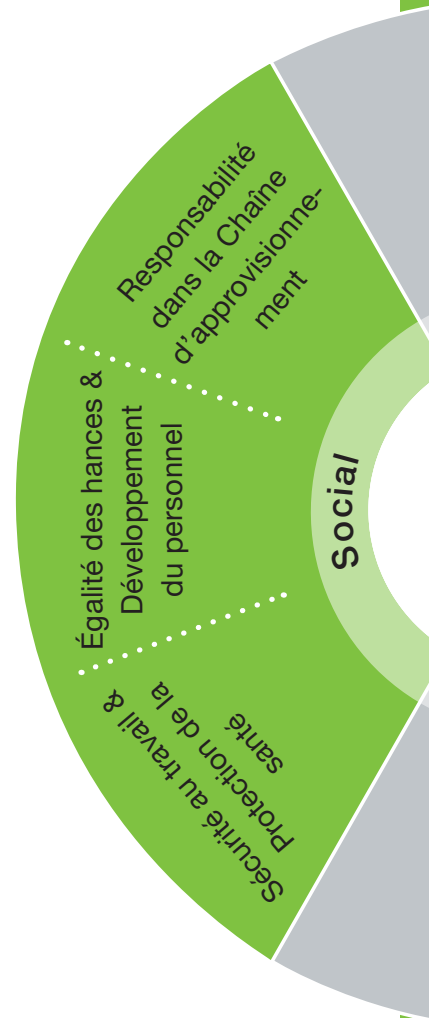 Responsabilité
dans la Chaîne
d’approvisionne-
ment
Égalité des hances &
Développement
du personnel
Sécurité au travail &
Protection de la
santé
Social